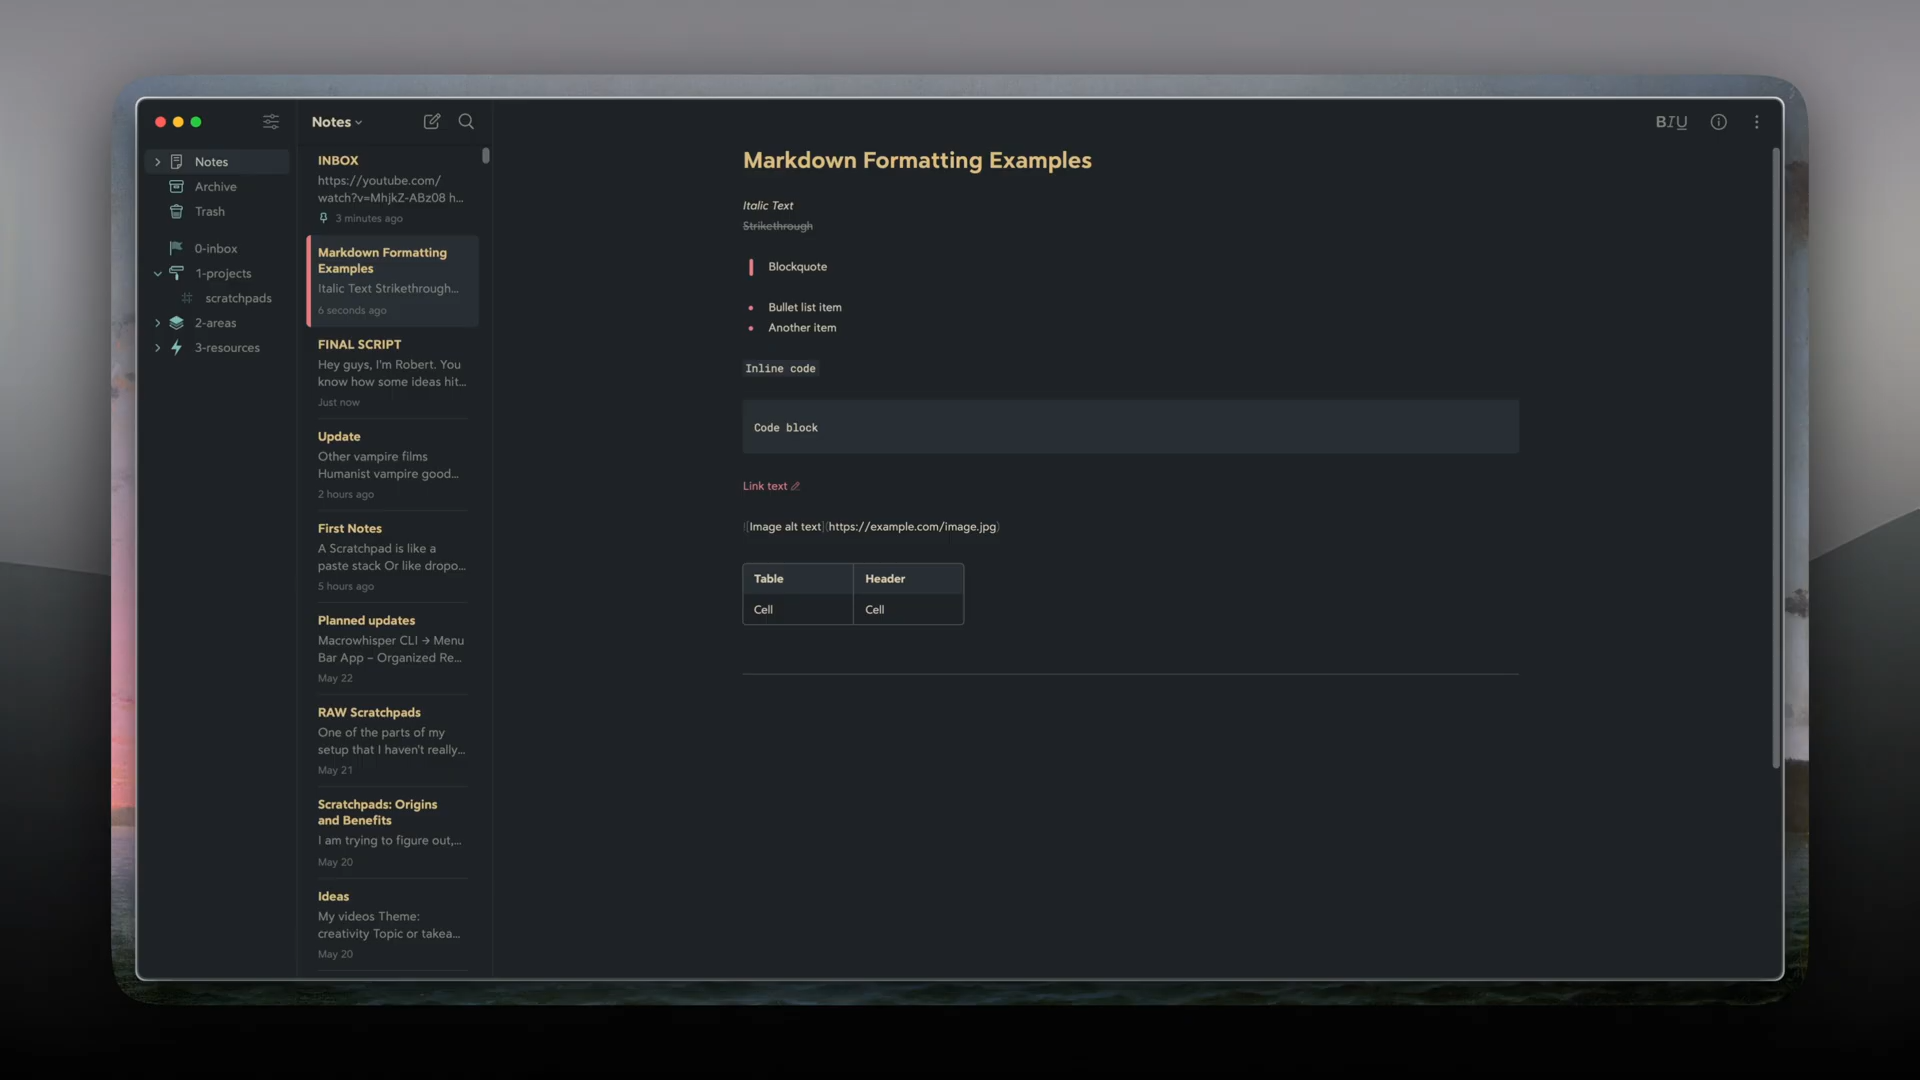 Notes
Archive
Trash
0-inbox
1-projects
scratchpads
2-areas
3-resources
Notes
INBOX
https://youtube.com/
watch?v=MhjkZ-ABz08 h...
3 minutes ago
Markdown Formatting
Examples
Italic Text Strikethrough...
6 seconds ago
FINAL SCRIPT
Hey guys, I'm Robert. You
know how some ideas hit...
Just now
Update
Other vampire films
Humanist vampire good...
2 hours ago
First Notes
A Scratchpad is like a
paste stack Or like dropo...
5 hours ago
Planned updates
Macrowhisper CLI → Menu
Bar App – Organized Re...
May 22
RAW Scratchpads
One of the parts of my
setup that I haven't really...
May 21
Scratchpads: Origins
and Benefits
I am trying to figure out,...
May 20
Ideas
My videos Theme:
creativity Topic or takea...
May 20
BIU
Markdown Formatting Examples
Italic Text
Strikethrough
Blockquote
• Bullet list item
• Another item
Inline code
Code block
Link text
![Image alt text](https://example.com/image.jpg)
Table Header
Cell Cell